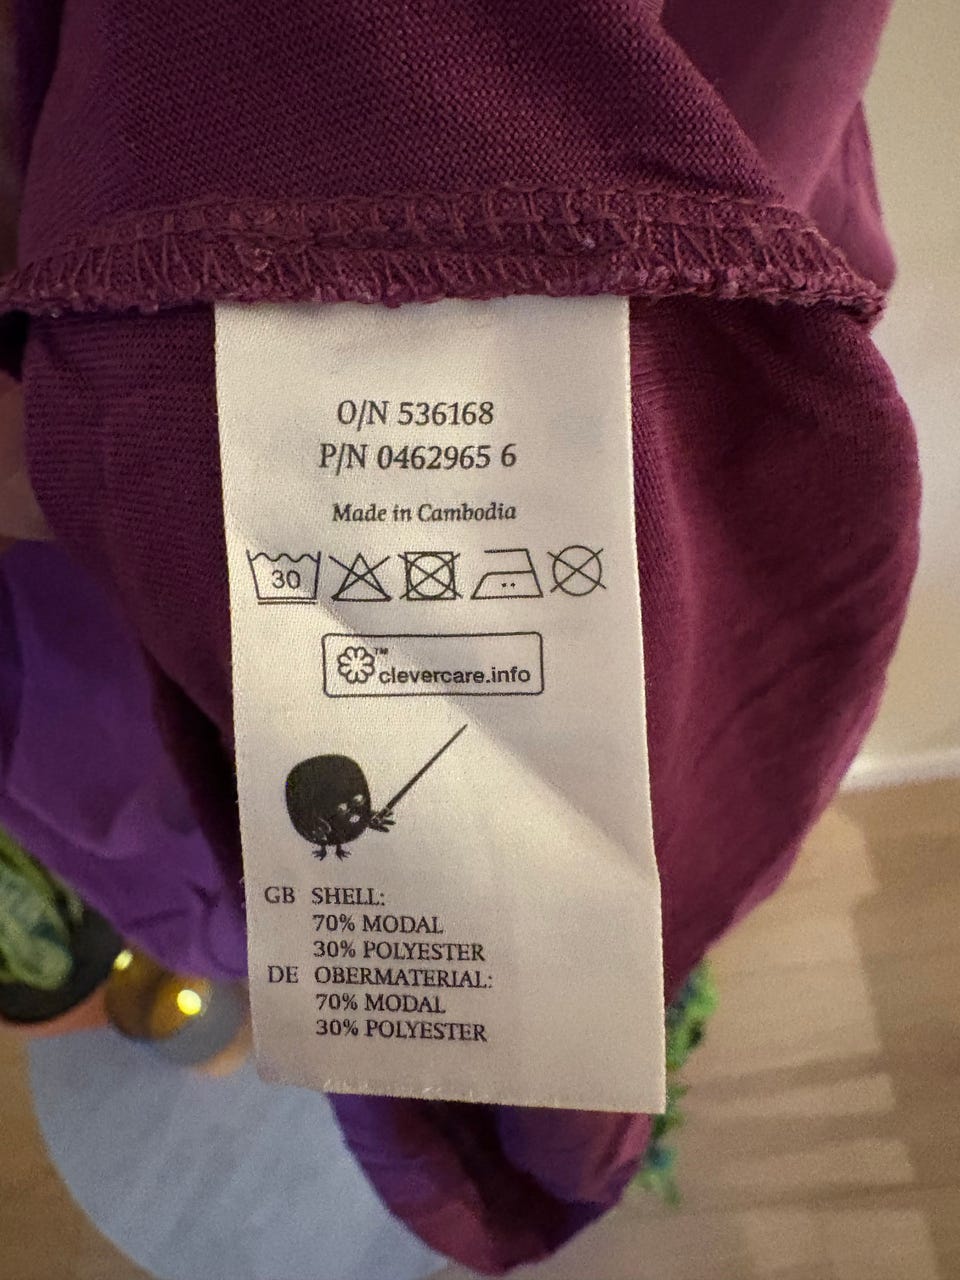 O/N 536168
P/N 0462965 6
Made in Cambodia
30
clevercare.info™
GB SHELL:
70% MODAL
30% POLYESTER
DE OBERMATERIAL:
70% MODAL
30% POLYESTER